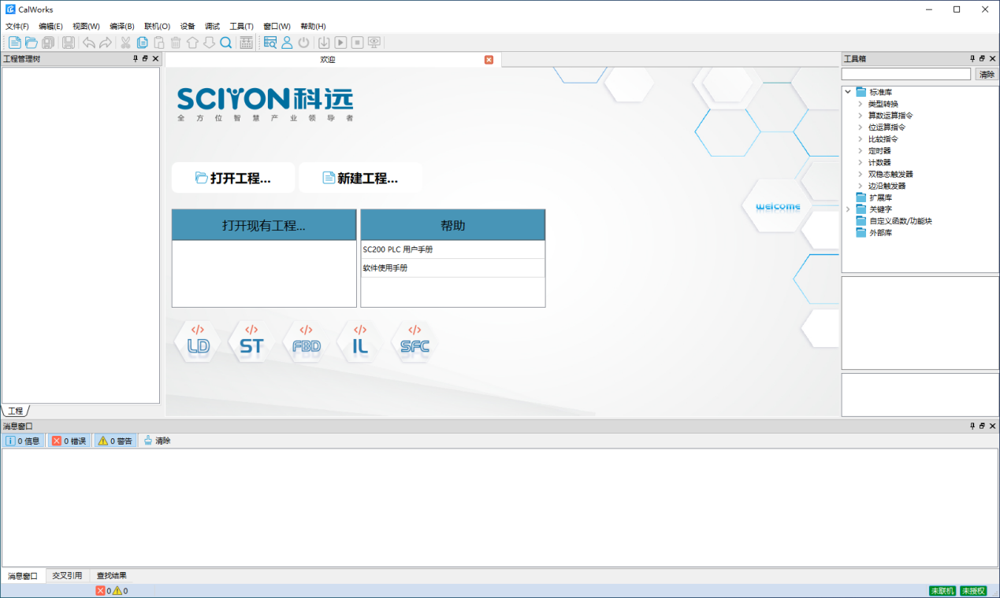 CalWorks
文件(F) 编辑(E) 视图(W) 编译(B) 联机(O) 设备 调试 工具(T) 窗口(W) 帮助(H)
工程管理树
欢迎
工具箱
清除
SCIYON科远
全方位智慧产业领导者
打开工程...
新建工程...
打开现有工程...
帮助
SC200 PLC 用户手册
软件使用手册
</> LD
</> ST
</> FBD
</> IL
</> SFC
welcome
标准库
类型转换
算数运算指令
位运算指令
比较指令
定时器
计数器
双稳态触发器
边沿触发器
扩展库
关键字
自定义函数/功能块
外部库
工程
消息窗口
0 信息
0 错误
0 警告
清除
消息窗口
交叉引用
查找结果
0
0
未联机
未授权